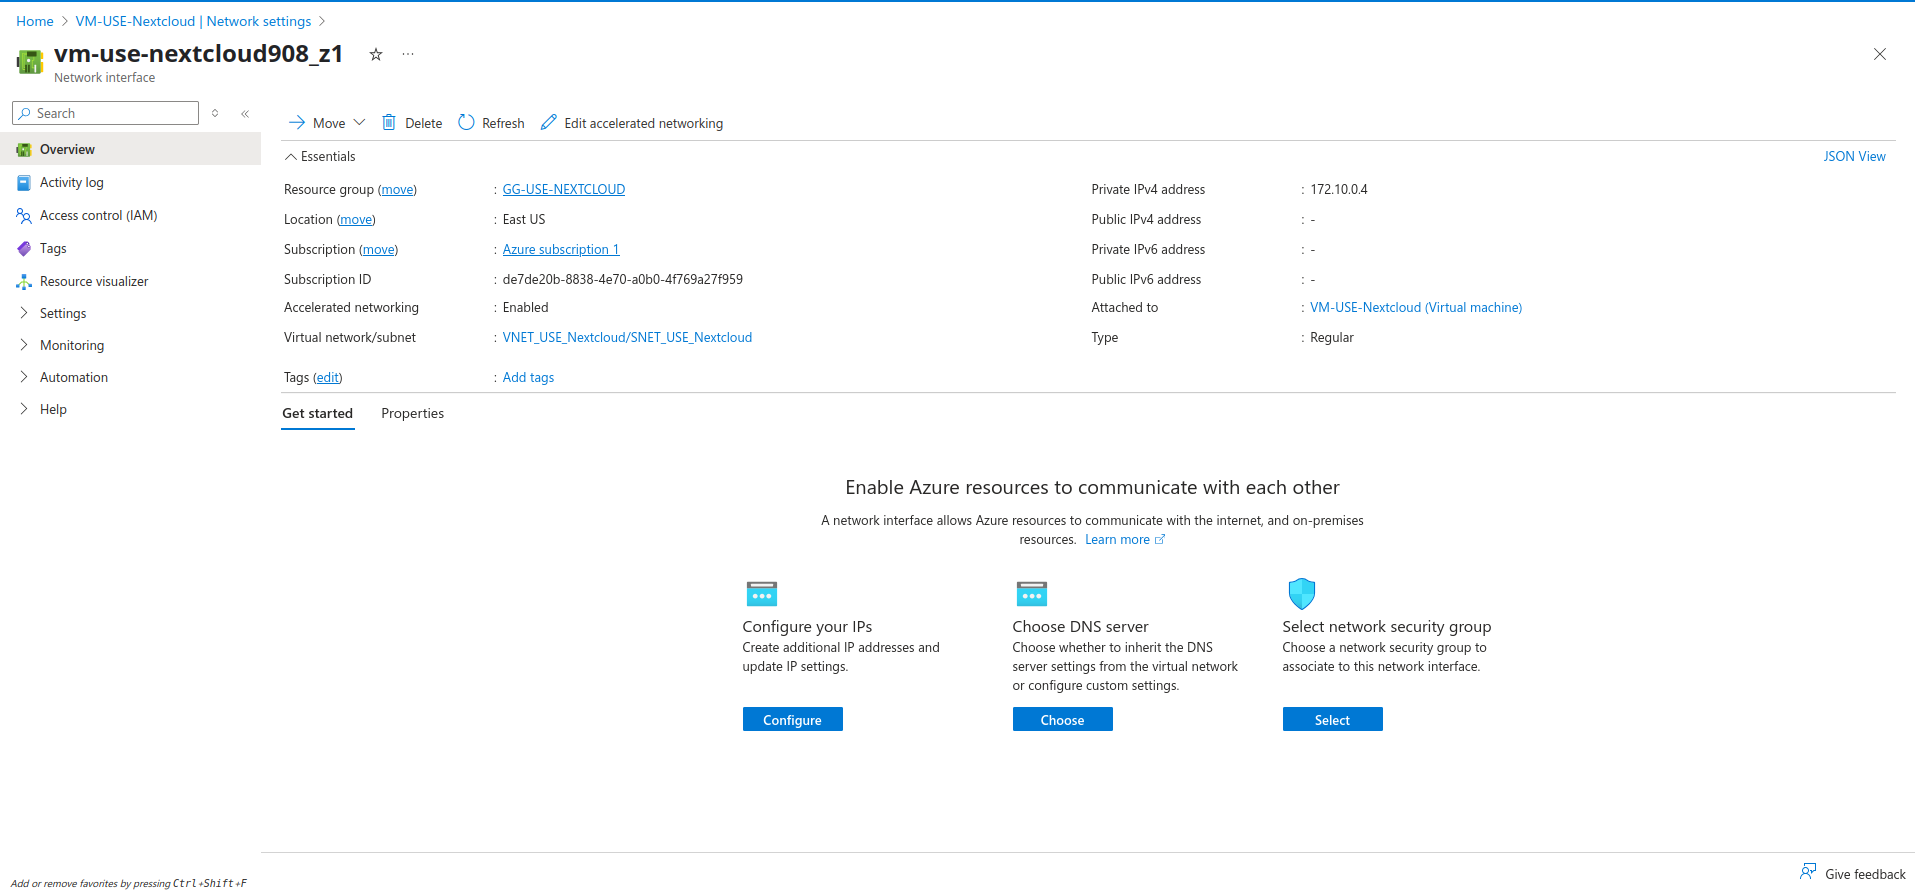 Home > VM-USE-Nextcloud | Network settings >
vm-use-nextcloud908_z1
Network interface
Search
Overview
Activity log
Access control (IAM)
Tags
Resource visualizer
Settings
Monitoring
Automation
Help
Add or remove favorites by pressing Ctrl+Shift+F
Move
Delete
Refresh
Edit accelerated networking
Essentials
JSON View
Resource group (move) : GG-USE-NEXTCLOUD
Location (move) : East US
Subscription (move) : Azure subscription 1
Subscription ID : de7de20b-8838-4e70-a0b0-4f769a27f959
Accelerated networking : Enabled
Virtual network/subnet : VNET_USE_Nextcloud/SNET_USE_Nextcloud
Private IPv4 address : 172.10.0.4
Public IPv4 address : -
Private IPv6 address : -
Public IPv6 address : -
Attached to : VM-USE-Nextcloud (Virtual machine)
Type : Regular
Tags (edit) : Add tags
Get started
Properties
Enable Azure resources to communicate with each other
A network interface allows Azure resources to communicate with the internet, and on-premises
resources. Learn more
Configure your IPs
Create additional IP addresses and
update IP settings.
Configure
Choose DNS server
Choose whether to inherit the DNS
server settings from the virtual network
or configure custom settings.
Choose
Select network security group
Choose a network security group to
associate to this network interface.
Select
Give feedback